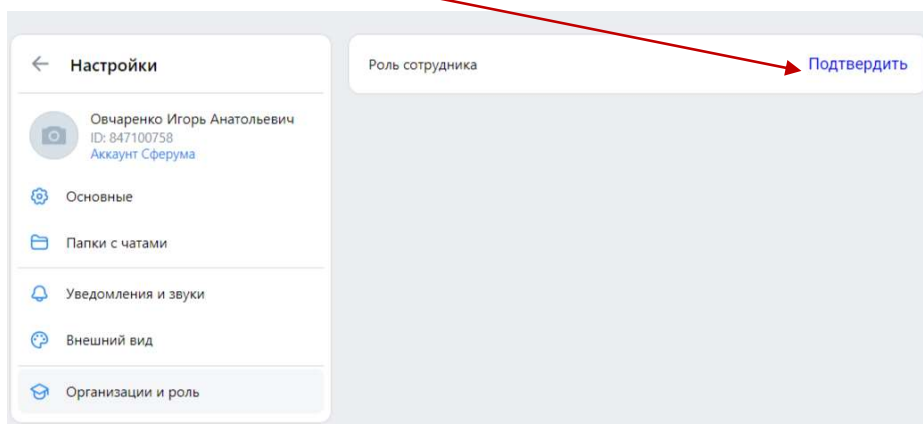 Настройки
Овчаренко Игорь Анатольевич
ID: 847100758
Аккаунт Сферума
Основные
Папки с чатами
Уведомления и звуки
Внешний вид
Организации и роль
Роль сотрудника
Подтвердить